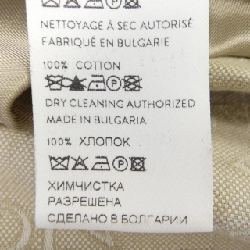 NETTOYAGE À SEC AUTORISÉ
FABRIQUÉ EN BULGARIE
100% COTTON
DRY CLEANING AUTHORIZED
MADE IN BULGARIA
100% ХЛОПОК
ХИМЧИСТКА
РАЗРЕШЕНА
СДЕЛАНО В БОЛГАРИИ